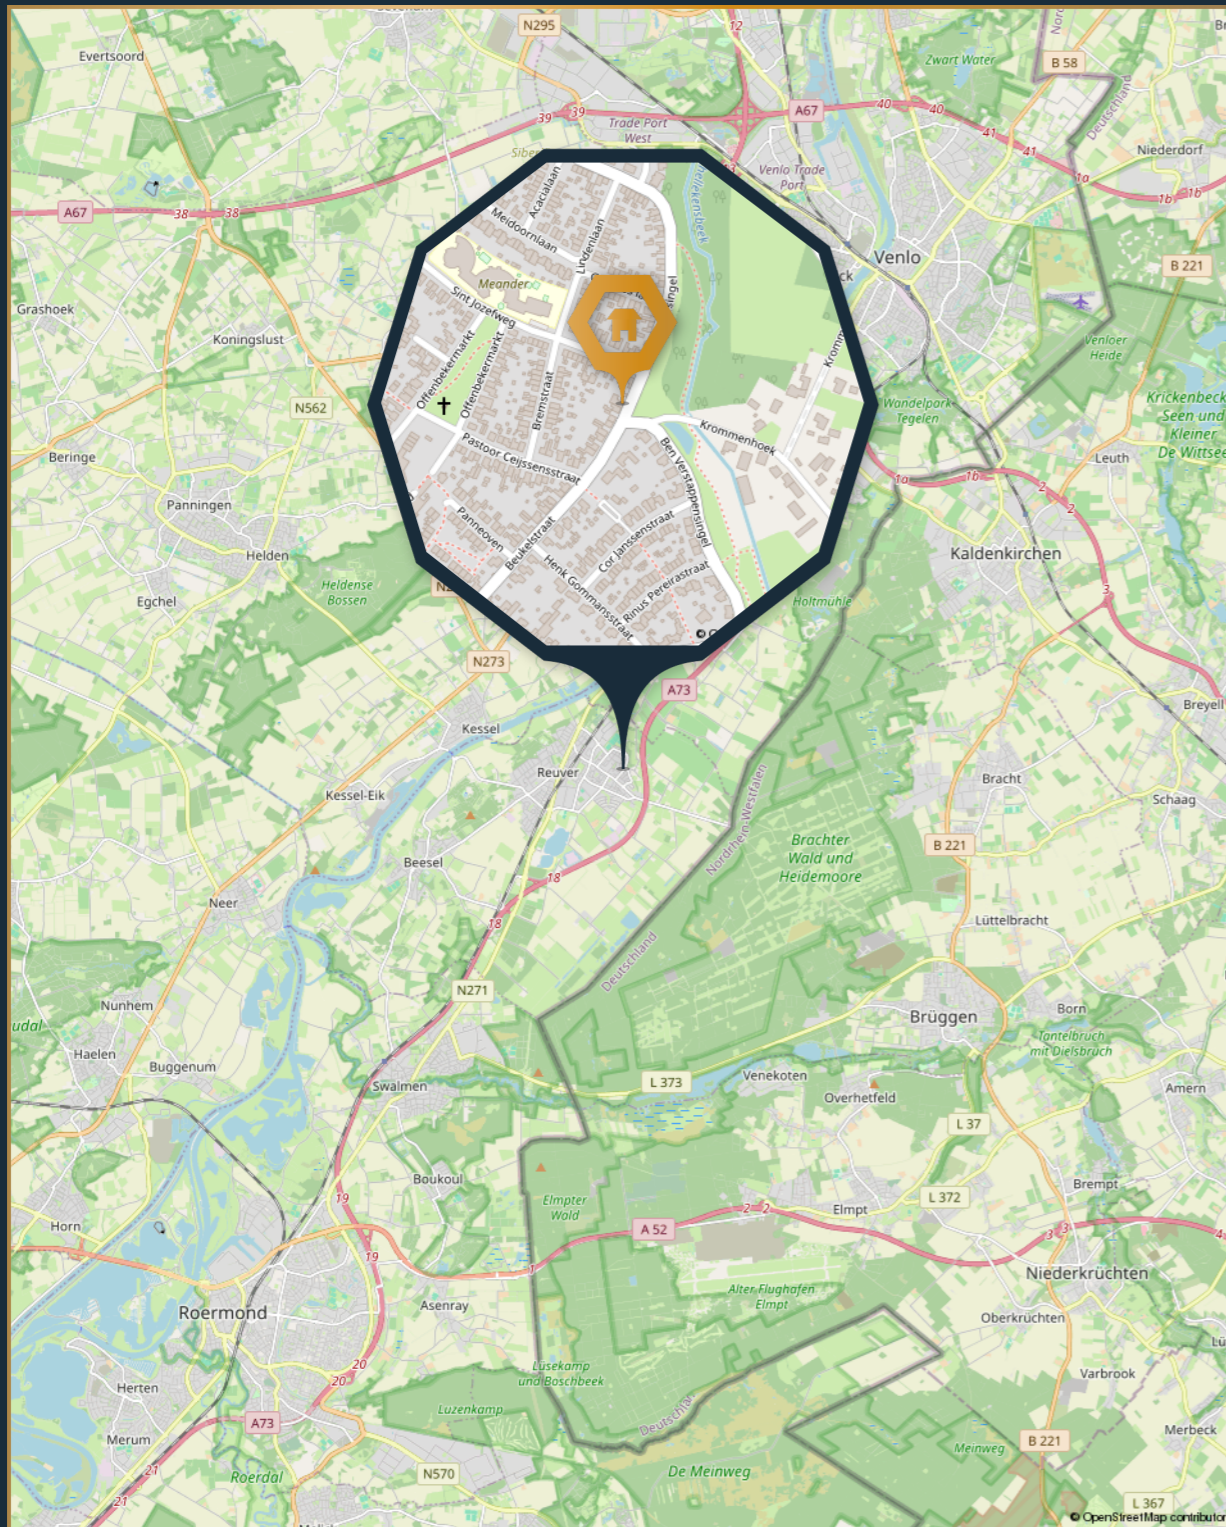 N295
12
Evertsoord
Zwart Water
B 58
Deutschland
A67
40
40
39
39
Trade Port
West
41
41
Niederdorf
Venlo Trade
Port
1a
1b
1b
A67
38
38
Acacialaan
Meidoornlaan
Lindenlaan
Venlo
B 221
Meander
singel
Sint Jozefweg
Grashoek
Koningslust
Venloer
Heide
Offenbekermarkt
Offenbekermarkt
Bremstraat
N562
Wandelpark
Tegelen
Krickenbeck
Seen und
Kleiner
De Wittsee
Krommenhoek
Beringe
Leuth
Pastoor Ceijssensstraat
Ben Verstappensingel
1a
1b
2
2
Panningen
Panneoven
Beukelstraat
Cor Janssenstraat
Helden
Kaldenkirchen
Heldense
Bossen
Henk Gommansstraat
Rinus Pereirastraat
3
Egchel
Holtmühle
N273
A73
Breyell
Kessel
Reuver
Bracht
Kessel-Eik
Schaag
Nordrhein-Westfalen
Brachter
Wald und
Heidemoore
B 221
Beesel
18
Neer
18
Lüttelbracht
Deutschland
N271
Nunhem
Born
Brüggen
Tantelbruch
mit Dielsbruch
Haelen
Buggenum
Swalmen
L 373
Venekoten
Overhetfeld
Amern
L 37
Boukoul
Brempt
19
Elmpter
Wald
L 372
Elmpt
2
2
Horn
A 52
3
3
4
19
1
Niederkrüchten
Alter Flughafen
Elmpt
Roermond
Asenray
Oberkrüchten
20
Lüsekamp
und Boschbeek
Varbrook
Herten
20
Luzenkamp
A73
Merbeck
Merum
B 221
Meinweg
21
Roerdal
N570
De Meinweg
21
L 367
© OpenStreetMap contributor